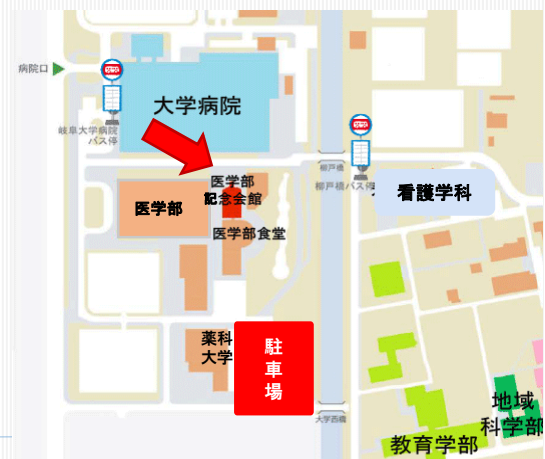 病院口
岐阜大学病院
バス停
大学病院
柳戸橋
柳戸橋バス停
看護学科
医学部
記念会館
医学部
医学部食堂
薬科
大学
駐
車
場
大学西橋
地域
科学部
教育学部